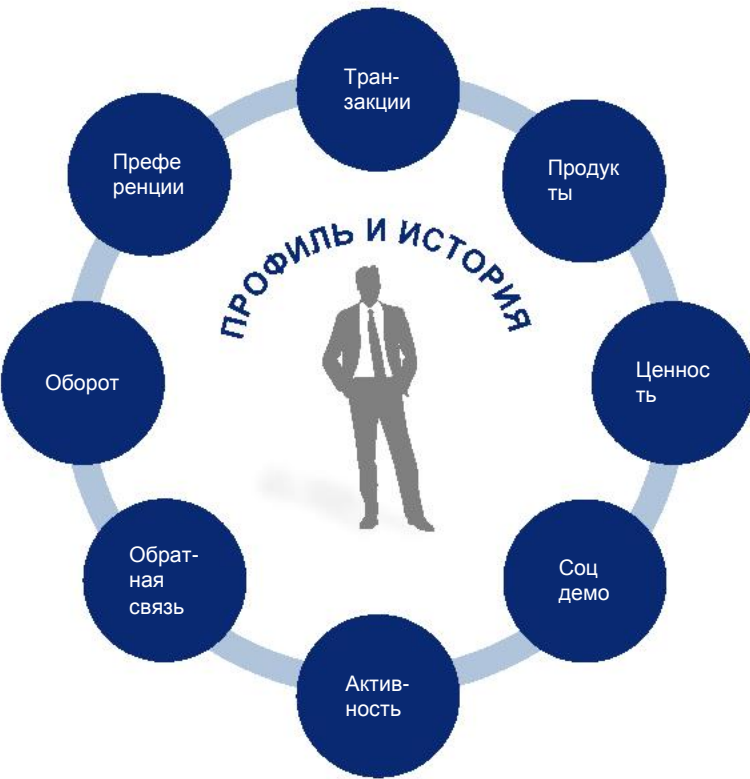 Тран-
закции
Префе
ренции
Продук
ты
ПРОФИЛЬ И ИСТОРИЯ
Оборот
Ценнос
ть
Обрат-
ная
связь
Соц
демо
Актив-
ность